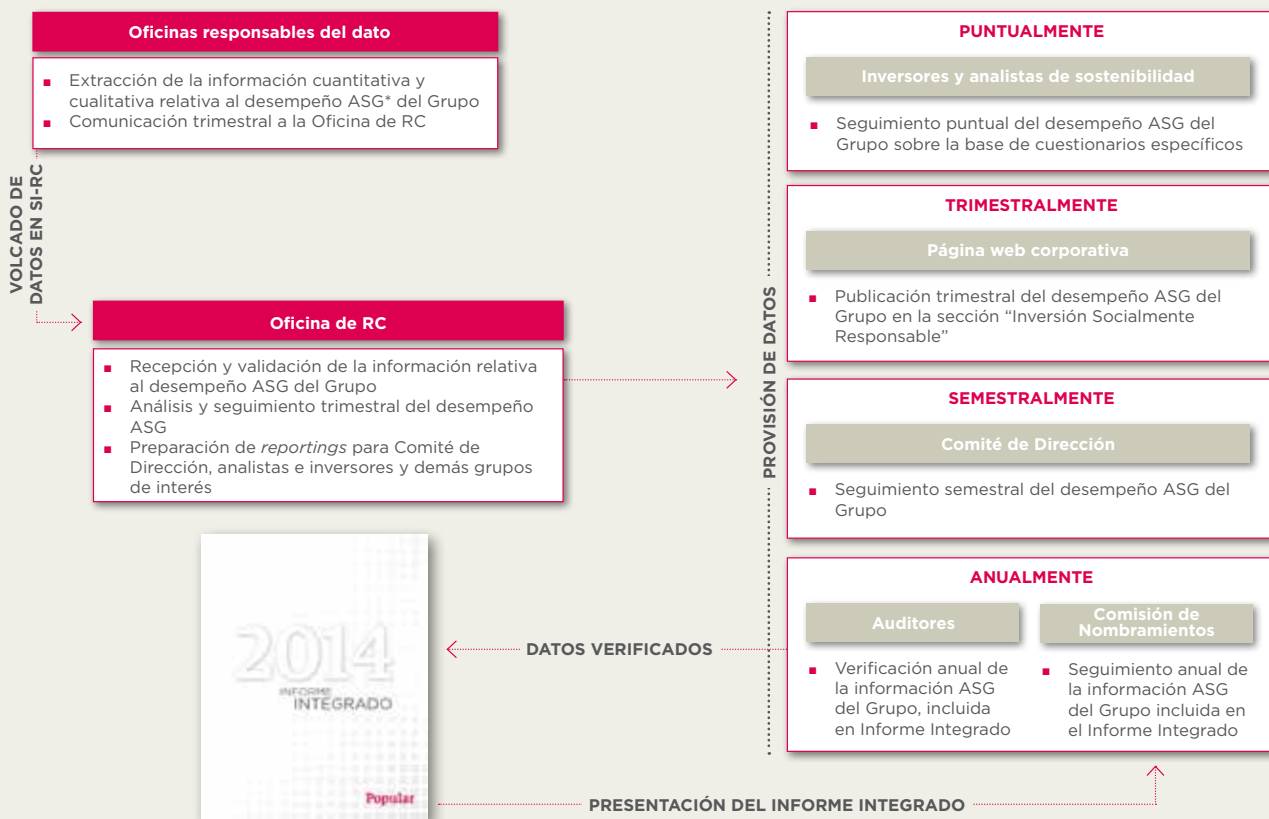 Oficinas responsables del dato
▪ Extracción de la información cuantitativa y
cualitativa relativa al desempeño ASG* del Grupo
▪ Comunicación trimestral a la Oficina de RC
VOLCADO DE
DATOS EN SI-RC
Oficina de RC
▪ Recepción y validación de la información relativa
al desempeño ASG del Grupo
▪ Análisis y seguimiento trimestral del desempeño
ASG
▪ Preparación de reportings para Comité de
Dirección, analistas e inversores y demás grupos
de interés
PROVISIÓN DE DATOS
PUNTUALMENTE
Inversores y analistas de sostenibilidad
▪ Seguimiento puntual del desempeño ASG del
Grupo sobre la base de cuestionarios específicos
TRIMESTRALMENTE
Página web corporativa
▪ Publicación trimestral del desempeño ASG del
Grupo en la sección “Inversión Socialmente
Responsable”
SEMESTRALMENTE
Comité de Dirección
▪ Seguimiento semestral del desempeño ASG del
Grupo
ANUALMENTE
Auditores
▪ Verificación anual de
la información ASG
del Grupo, incluida
en Informe Integrado
Comisión de
Nombramientos
▪ Seguimiento anual de
la información ASG
del Grupo incluida en
el Informe Integrado
DATOS VERIFICADOS
2014
INFORME
INTEGRADO
Popular
PRESENTACIÓN DEL INFORME INTEGRADO